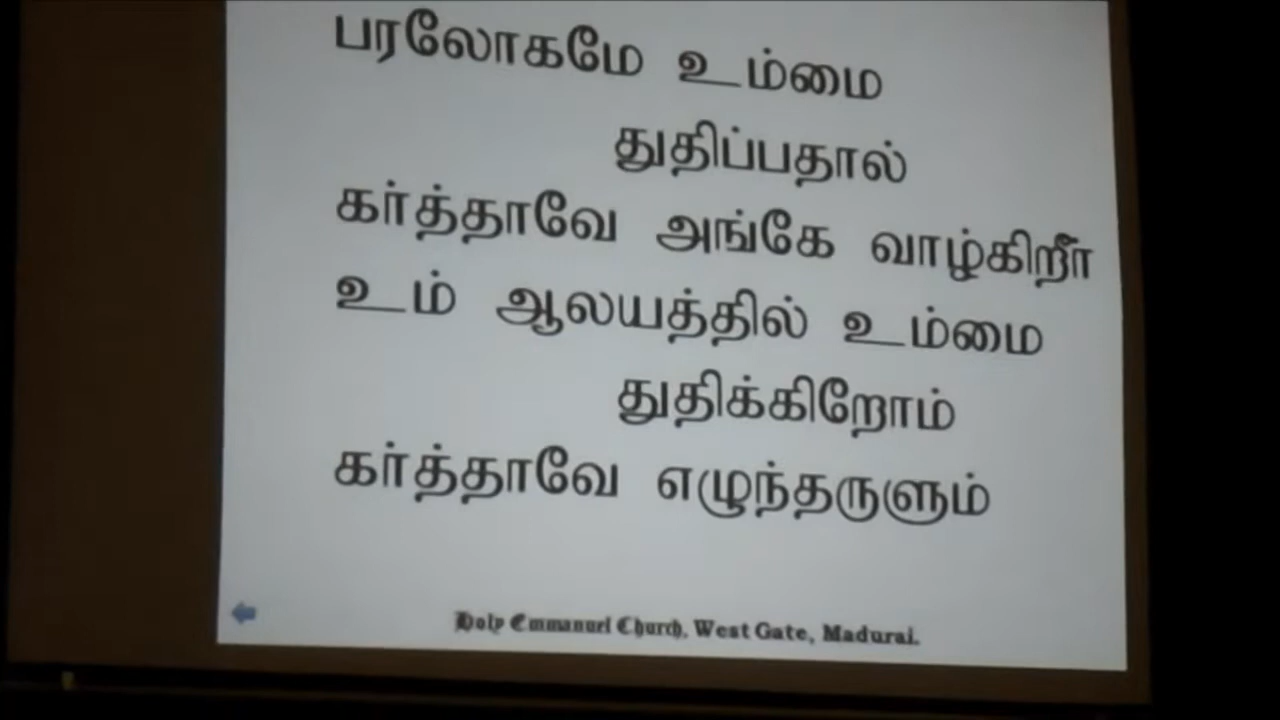 பரலோகமே உம்மை
துதிப்பதால்
கர்த்தாவே அங்கே வாழ்கிறீர்
உம் ஆலயத்தில் உம்மை
துதிக்கிறோம்
கர்த்தாவே எழுந்தருளும்
Holy Emmanuel Church, West Gate, Madurai.